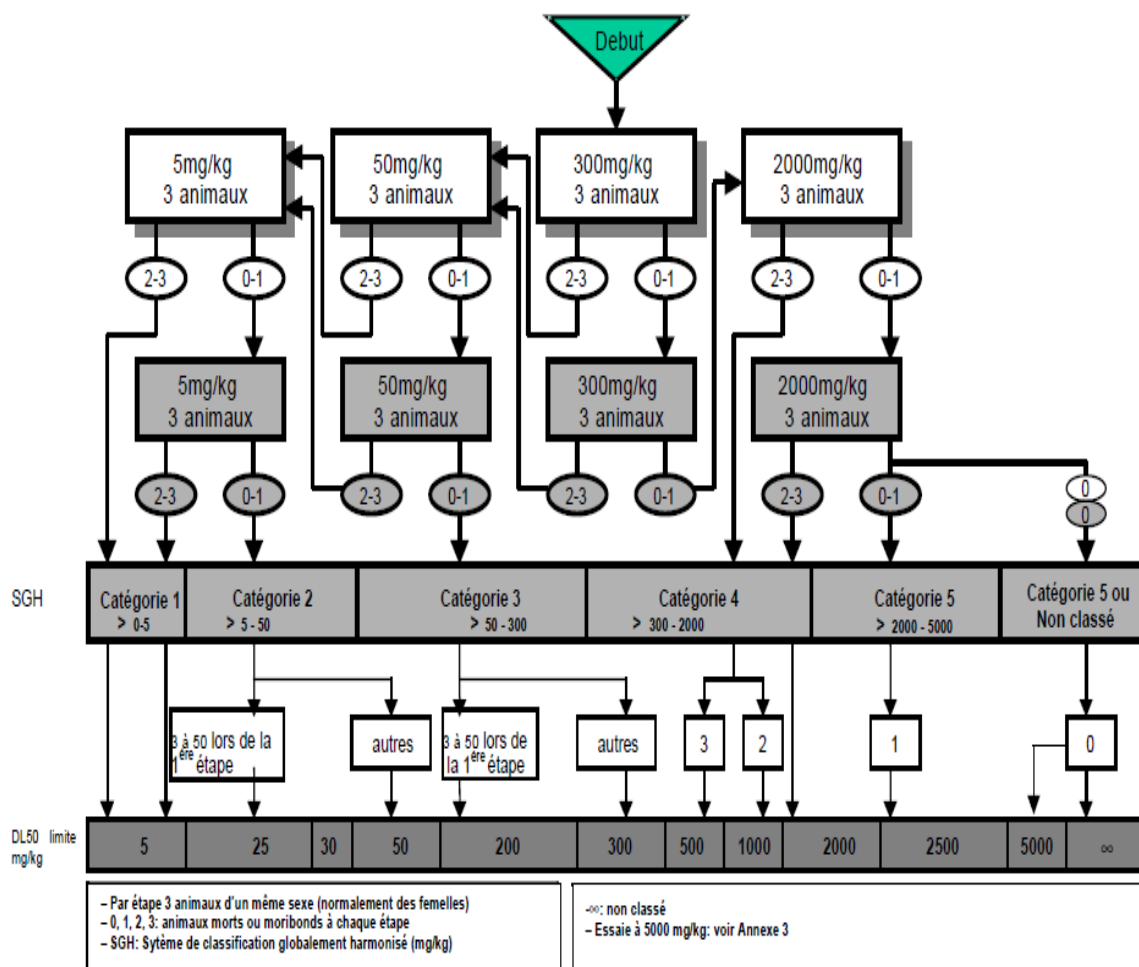 Debut
5mg/kg
3 animaux
50mg/kg
3 animaux
300mg/kg
3 animaux
2000mg/kg
3 animaux
2-3
0-1
2-3
0-1
2-3
0-1
2-3
0-1
5mg/kg
3 animaux
50mg/kg
3 animaux
300mg/kg
3 animaux
2000mg/kg
3 animaux
2-3
0-1
2-3
0-1
2-3
0-1
2-3
0-1
0
0
SGH
Catégorie 1
> 0-5
Catégorie 2
> 5 - 50
Catégorie 3
> 50 - 300
Catégorie 4
> 300 - 2000
Catégorie 5
> 2000 - 5000
Catégorie 5 ou
Non classé
3 à 50 lors de la
1ère étape
autres
3 à 50 lors de
la 1ère étape
autres
3
2
1
0
DL50 limite
mg/kg
5
25
30
50
200
300
500
1000
2000
2500
5000
∞
– Par étape 3 animaux d'un même sexe (normalement des femelles)
– 0, 1, 2, 3: animaux morts ou moribonds à chaque étape
– SGH: Sytème de classification globalement harmonisé (mg/kg)
-∞: non classé
– Essaie à 5000 mg/kg: voir Annexe 3